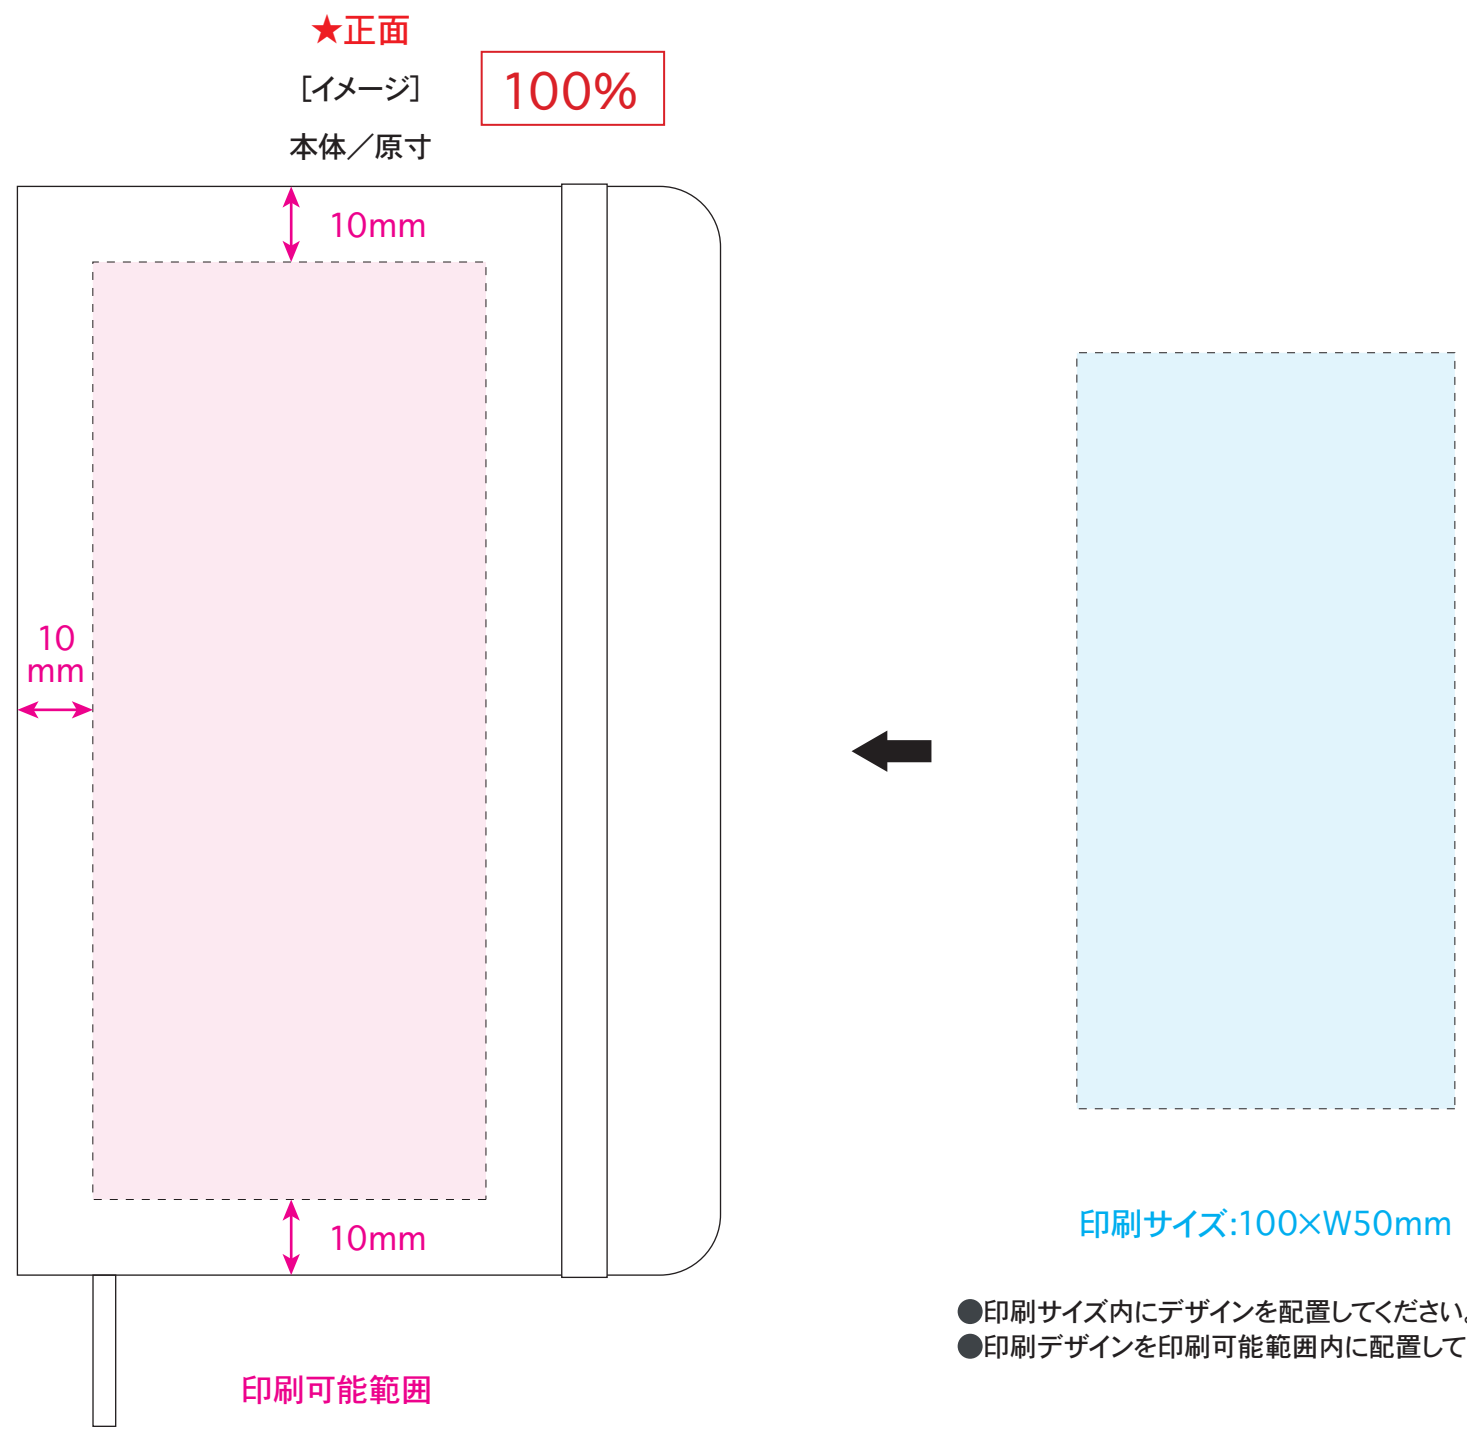 ★正面
[イメージ]
100%
本体／原寸
10mm
10
mm
10mm
印刷可能範囲
印刷サイズ:100×W50mm
●印刷サイズ内にデザインを配置してください。
●印刷デザインを印刷可能範囲内に配置して